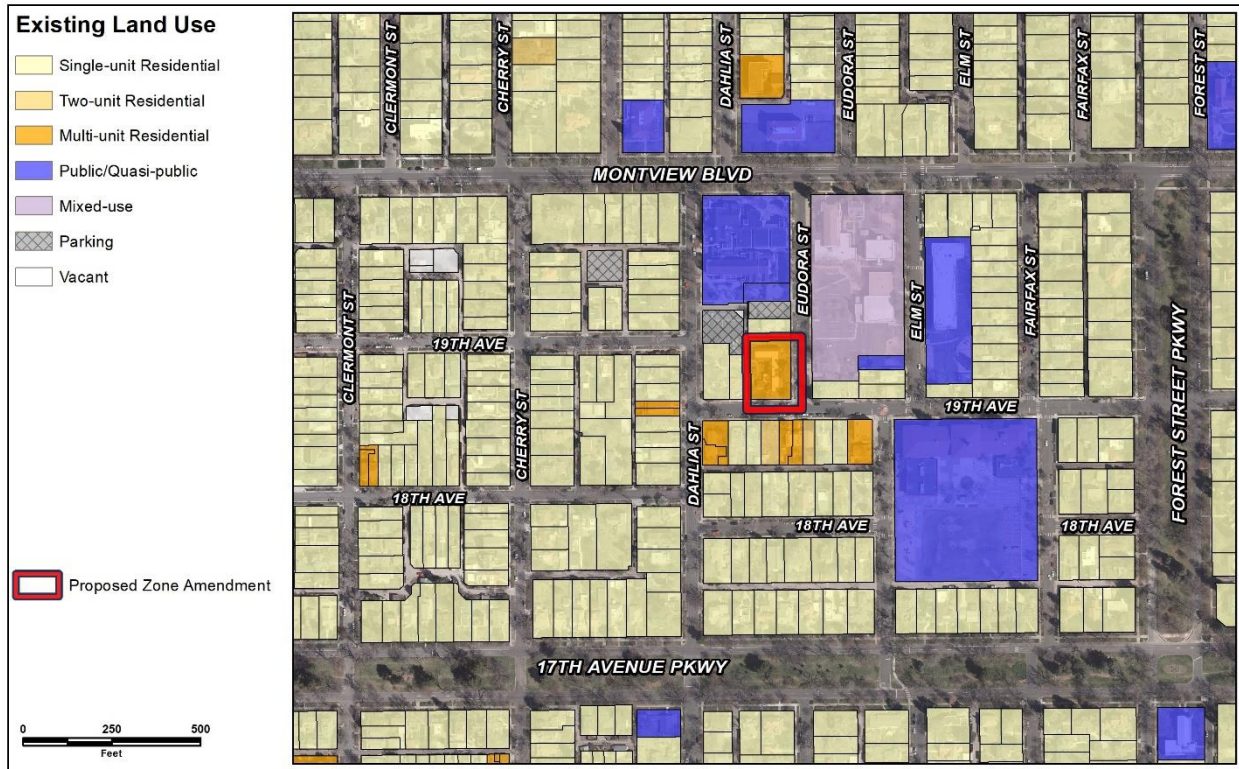 Existing Land Use
Single-unit Residential
Two-unit Residential
Multi-unit Residential
Public/Quasi-public
Mixed-use
Parking
Vacant
Proposed Zone Amendment
0 250 500
Feet
CLERMONT ST
CHERRY ST
DAHLIA ST
EUDORA ST
ELM ST
FAIRFAX ST
FOREST ST
MONTVIEW BLVD
CLERMONT ST
19TH AVE
CHERRY ST
18TH AVE
DAHLIA ST
EUDORA ST
ELM ST
FAIRFAX ST
19TH AVE
18TH AVE
18TH AVE
FOREST STREET PKWY
17TH AVENUE PKWY